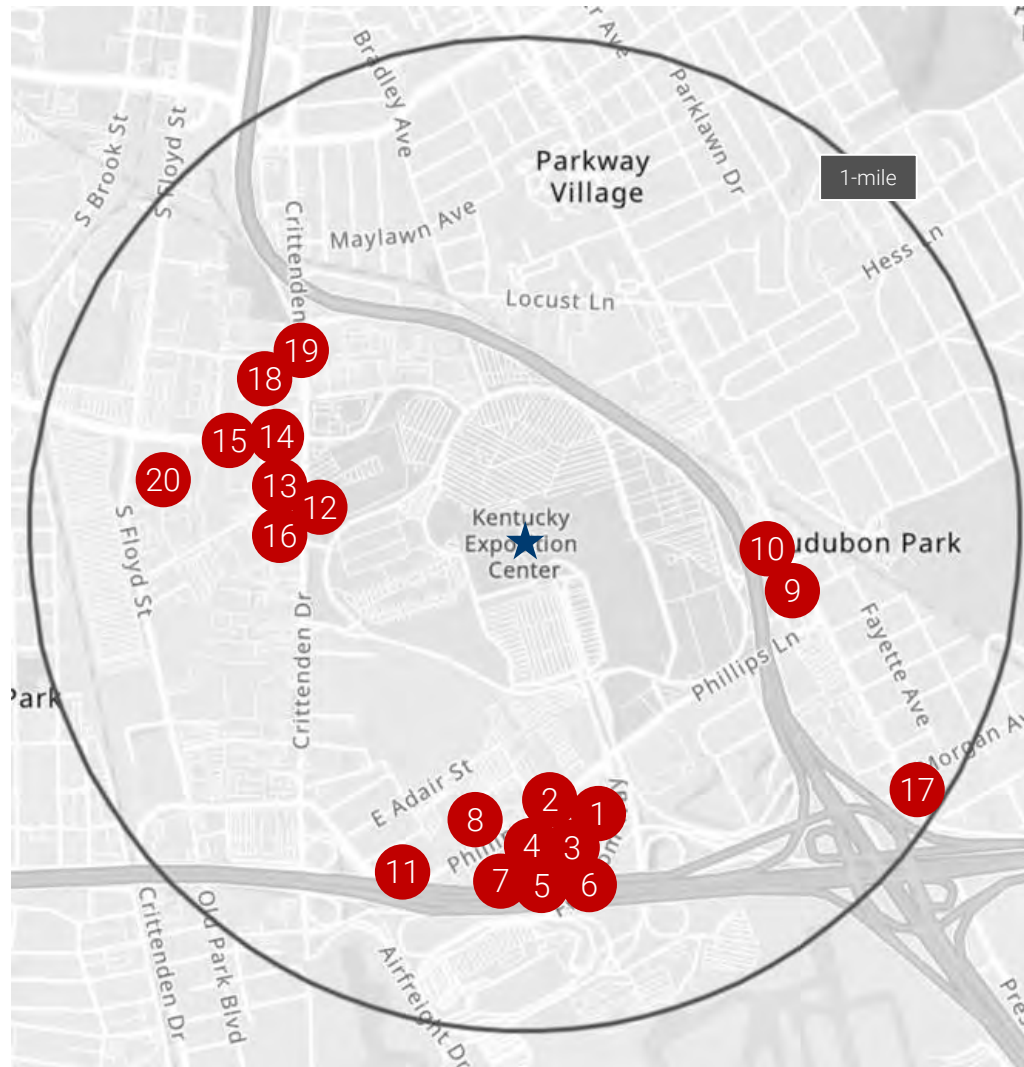 Bradley Ave
Parklawn Dr
S Brook St
S Floyd St
Parkway
Village
1-mile
Crittenden
Maylawn Ave
Hess Ln
Locust Ln
19
18
15
14
20
13
12
16
Kentucky
Exposition
Center
10
udubon Park
9
S Floyd St
Crittenden Dr
Phillips Ln
Fayette Ave
Park
Morgan Av
17
E Adair St
2
1
8
4
3
11
7
5
6
Crittenden Dr
Old Park Blvd
Airfreight Dr